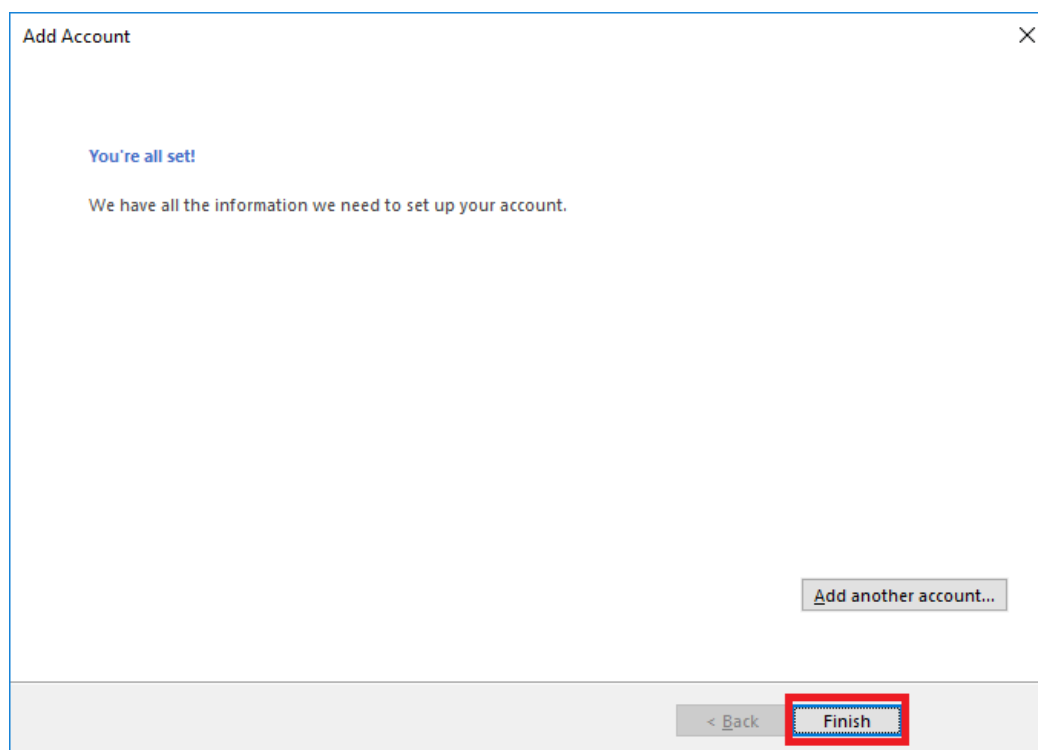 Add Account
You're all set!
We have all the information we need to set up your account.
Add another account...
< Back
Finish